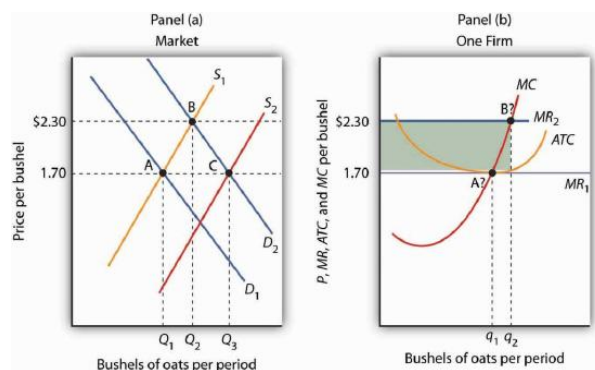 Panel (a)
Market
Price per bushel
$2.30
1.70
S1
S2
B
A
C
D2
D1
Q1 Q2 Q3
Bushels of oats per period
Panel (b)
One Firm
P, MR, ATC, and MC per bushel
$2.30
1.70
MC
B?
MR2
ATC
A?
MR1
q1 q2
Bushels of oats per period